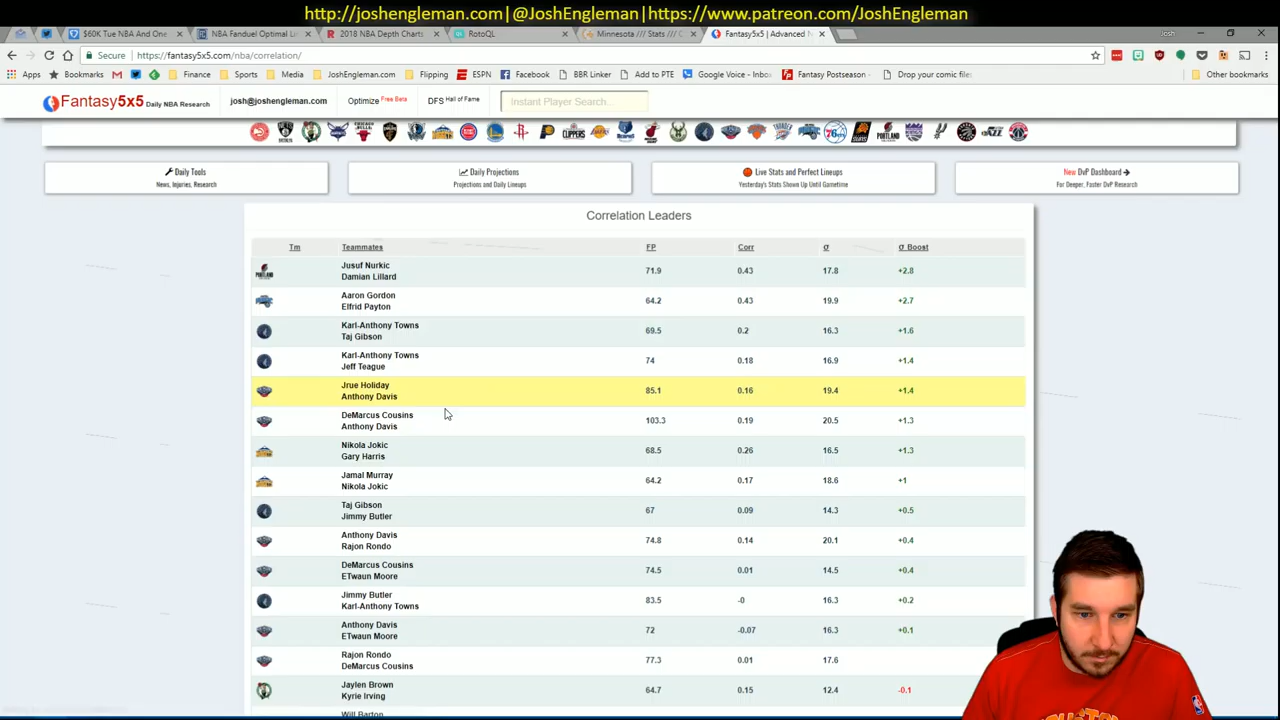 http://joshengleman.com|@JoshEngleman|https://www.patreon.com/JoshEngleman
$60K Tue NBA And One
NBA Fanduel Optimal Li
2018 NBA Depth Charts
RotoQL
Minnesota /// Stats /// C
Fantasy5x5 | Advanced N
Josh
Secure | https://fantasy5x5.com/nba/correlation/
Apps Bookmarks Finance Sports Media JoshEngleman.com Flipping ESPN Facebook BBR Linker Add to PTE Google Voice - Inbo Fantasy Postseason - Drop your comic files Other bookmarks
Fantasy5x5 Daily NBA Research josh@joshengleman.com Optimize Free Beta DFS Hall of Fame Instant Player Search...
Daily Tools
News, Injuries, Research
Daily Projections
Projections and Daily Lineups
Live Stats and Perfect Lineups
Yesterday's Stats Show Up Until Gametime
New DvP Dashboard
For Deeper, Faster DvP Research
Correlation Leaders
Tm Teammates FP Corr σ σ Boost
Jusuf Nurkic
Damian Lillard
71.9 0.43 17.8 +2.8
Aaron Gordon
Elfrid Payton
64.2 0.43 19.9 +2.7
Karl-Anthony Towns
Taj Gibson
69.5 0.2 16.3 +1.6
Karl-Anthony Towns
Jeff Teague
74 0.18 16.9 +1.4
Jrue Holiday
Anthony Davis
85.1 0.16 19.4 +1.4
DeMarcus Cousins
Anthony Davis
103.3 0.19 20.5 +1.3
Nikola Jokic
Gary Harris
68.5 0.26 16.5 +1.3
Jamal Murray
Nikola Jokic
64.2 0.17 18.6 +1
Taj Gibson
Jimmy Butler
67 0.09 14.3 +0.5
Anthony Davis
Rajon Rondo
74.8 0.14 20.1 +0.4
DeMarcus Cousins
ETwaun Moore
74.5 0.01 14.5 +0.4
Jimmy Butler
Karl-Anthony Towns
83.5 -0 16.3 +0.2
Anthony Davis
ETwaun Moore
72 -0.07 16.3 +0.1
Rajon Rondo
DeMarcus Cousins
77.3 0.01 17.6
Jaylen Brown
Kyrie Irving
64.7 0.15 12.4 -0.1
Will Barton